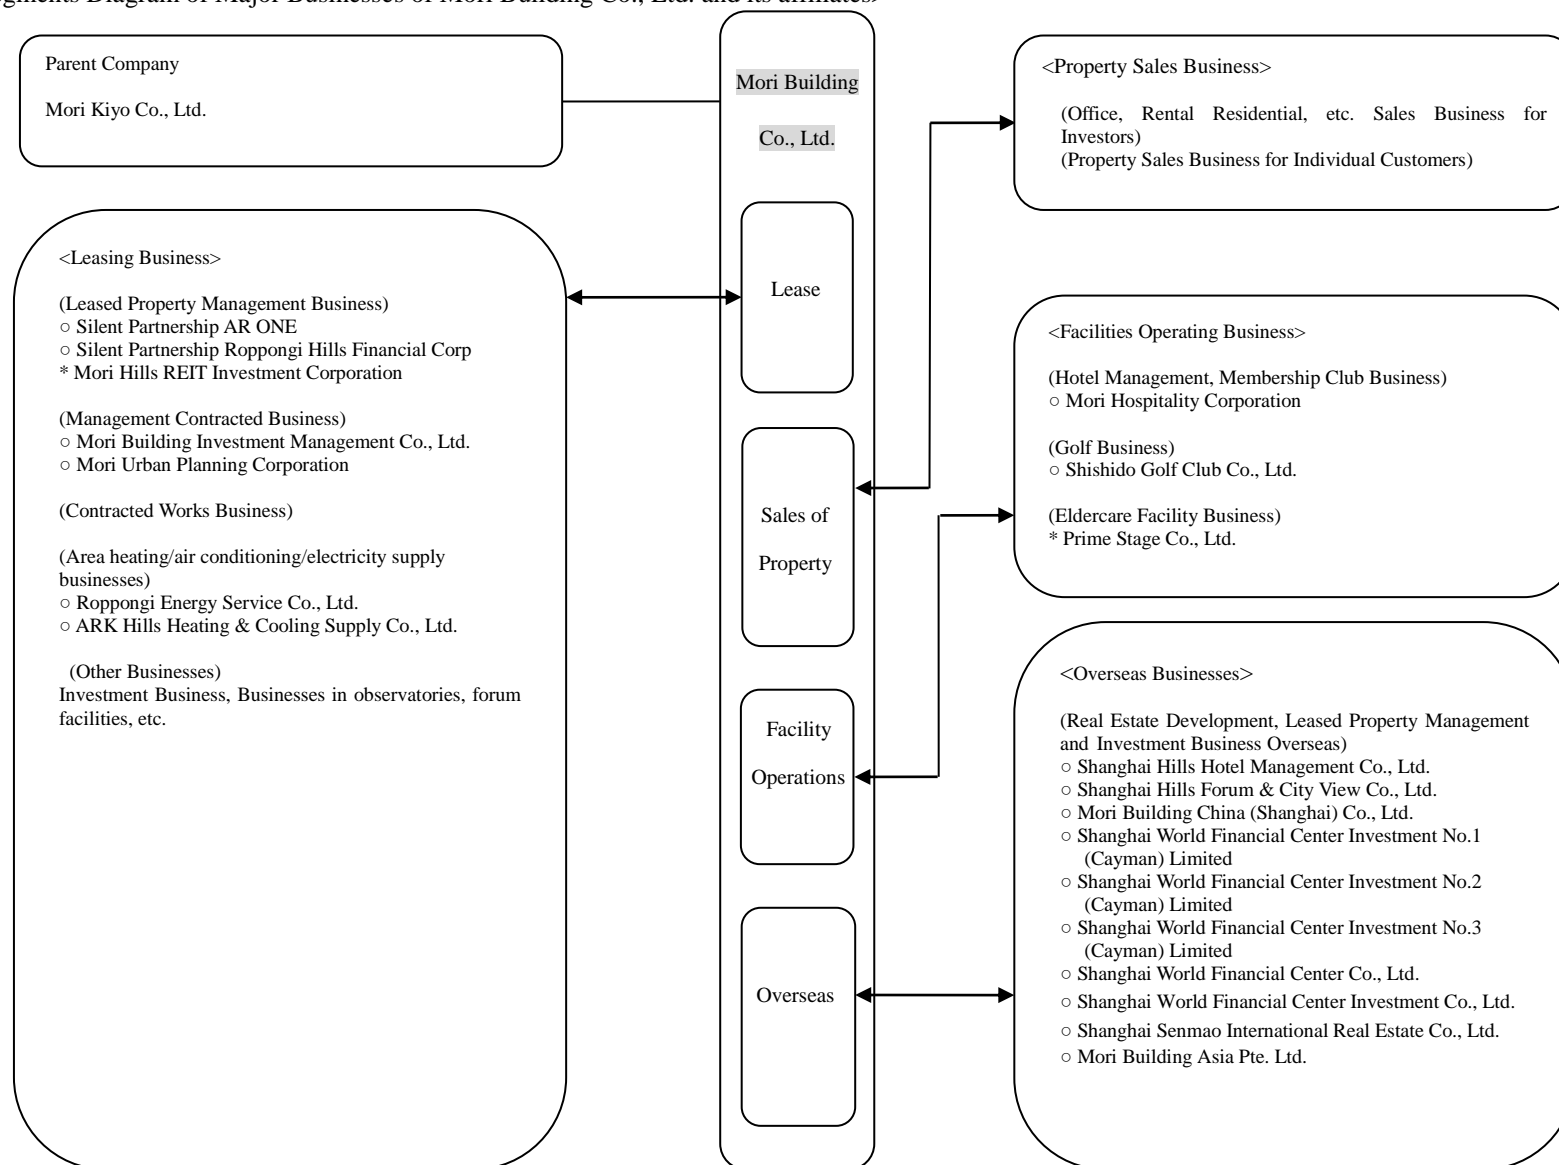 Segments Diagram of Major Businesses of Mori Building Co., Ltd. and its affiliates>
Parent Company
Mori Kiyo Co., Ltd.
<Leasing Business>
(Leased Property Management Business)
○ Silent Partnership AR ONE
○ Silent Partnership Roppongi Hills Financial Corp
* Mori Hills REIT Investment Corporation
(Management Contracted Business)
○ Mori Building Investment Management Co., Ltd.
○ Mori Urban Planning Corporation
(Contracted Works Business)
(Area heating/air conditioning/electricity supply
businesses)
○ Roppongi Energy Service Co., Ltd.
○ ARK Hills Heating & Cooling Supply Co., Ltd.
(Other Businesses)
Investment Business, Businesses in observatories, forum
facilities, etc.
Mori Building
Co., Ltd.
Lease
Sales of
Property
Facility
Operations
Overseas
<Property Sales Business>
(Office, Rental Residential, etc. Sales Business for
Investors)
(Property Sales Business for Individual Customers)
<Facilities Operating Business>
(Hotel Management, Membership Club Business)
○ Mori Hospitality Corporation
(Golf Business)
○ Shishido Golf Club Co., Ltd.
(Eldercare Facility Business)
* Prime Stage Co., Ltd.
<Overseas Businesses>
(Real Estate Development, Leased Property Management
and Investment Business Overseas)
○ Shanghai Hills Hotel Management Co., Ltd.
○ Shanghai Hills Forum & City View Co., Ltd.
○ Mori Building China (Shanghai) Co., Ltd.
○ Shanghai World Financial Center Investment No.1
(Cayman) Limited
○ Shanghai World Financial Center Investment No.2
(Cayman) Limited
○ Shanghai World Financial Center Investment No.3
(Cayman) Limited
○ Shanghai World Financial Center Co., Ltd.
○ Shanghai World Financial Center Investment Co., Ltd.
○ Shanghai Senmao International Real Estate Co., Ltd.
○ Mori Building Asia Pte. Ltd.